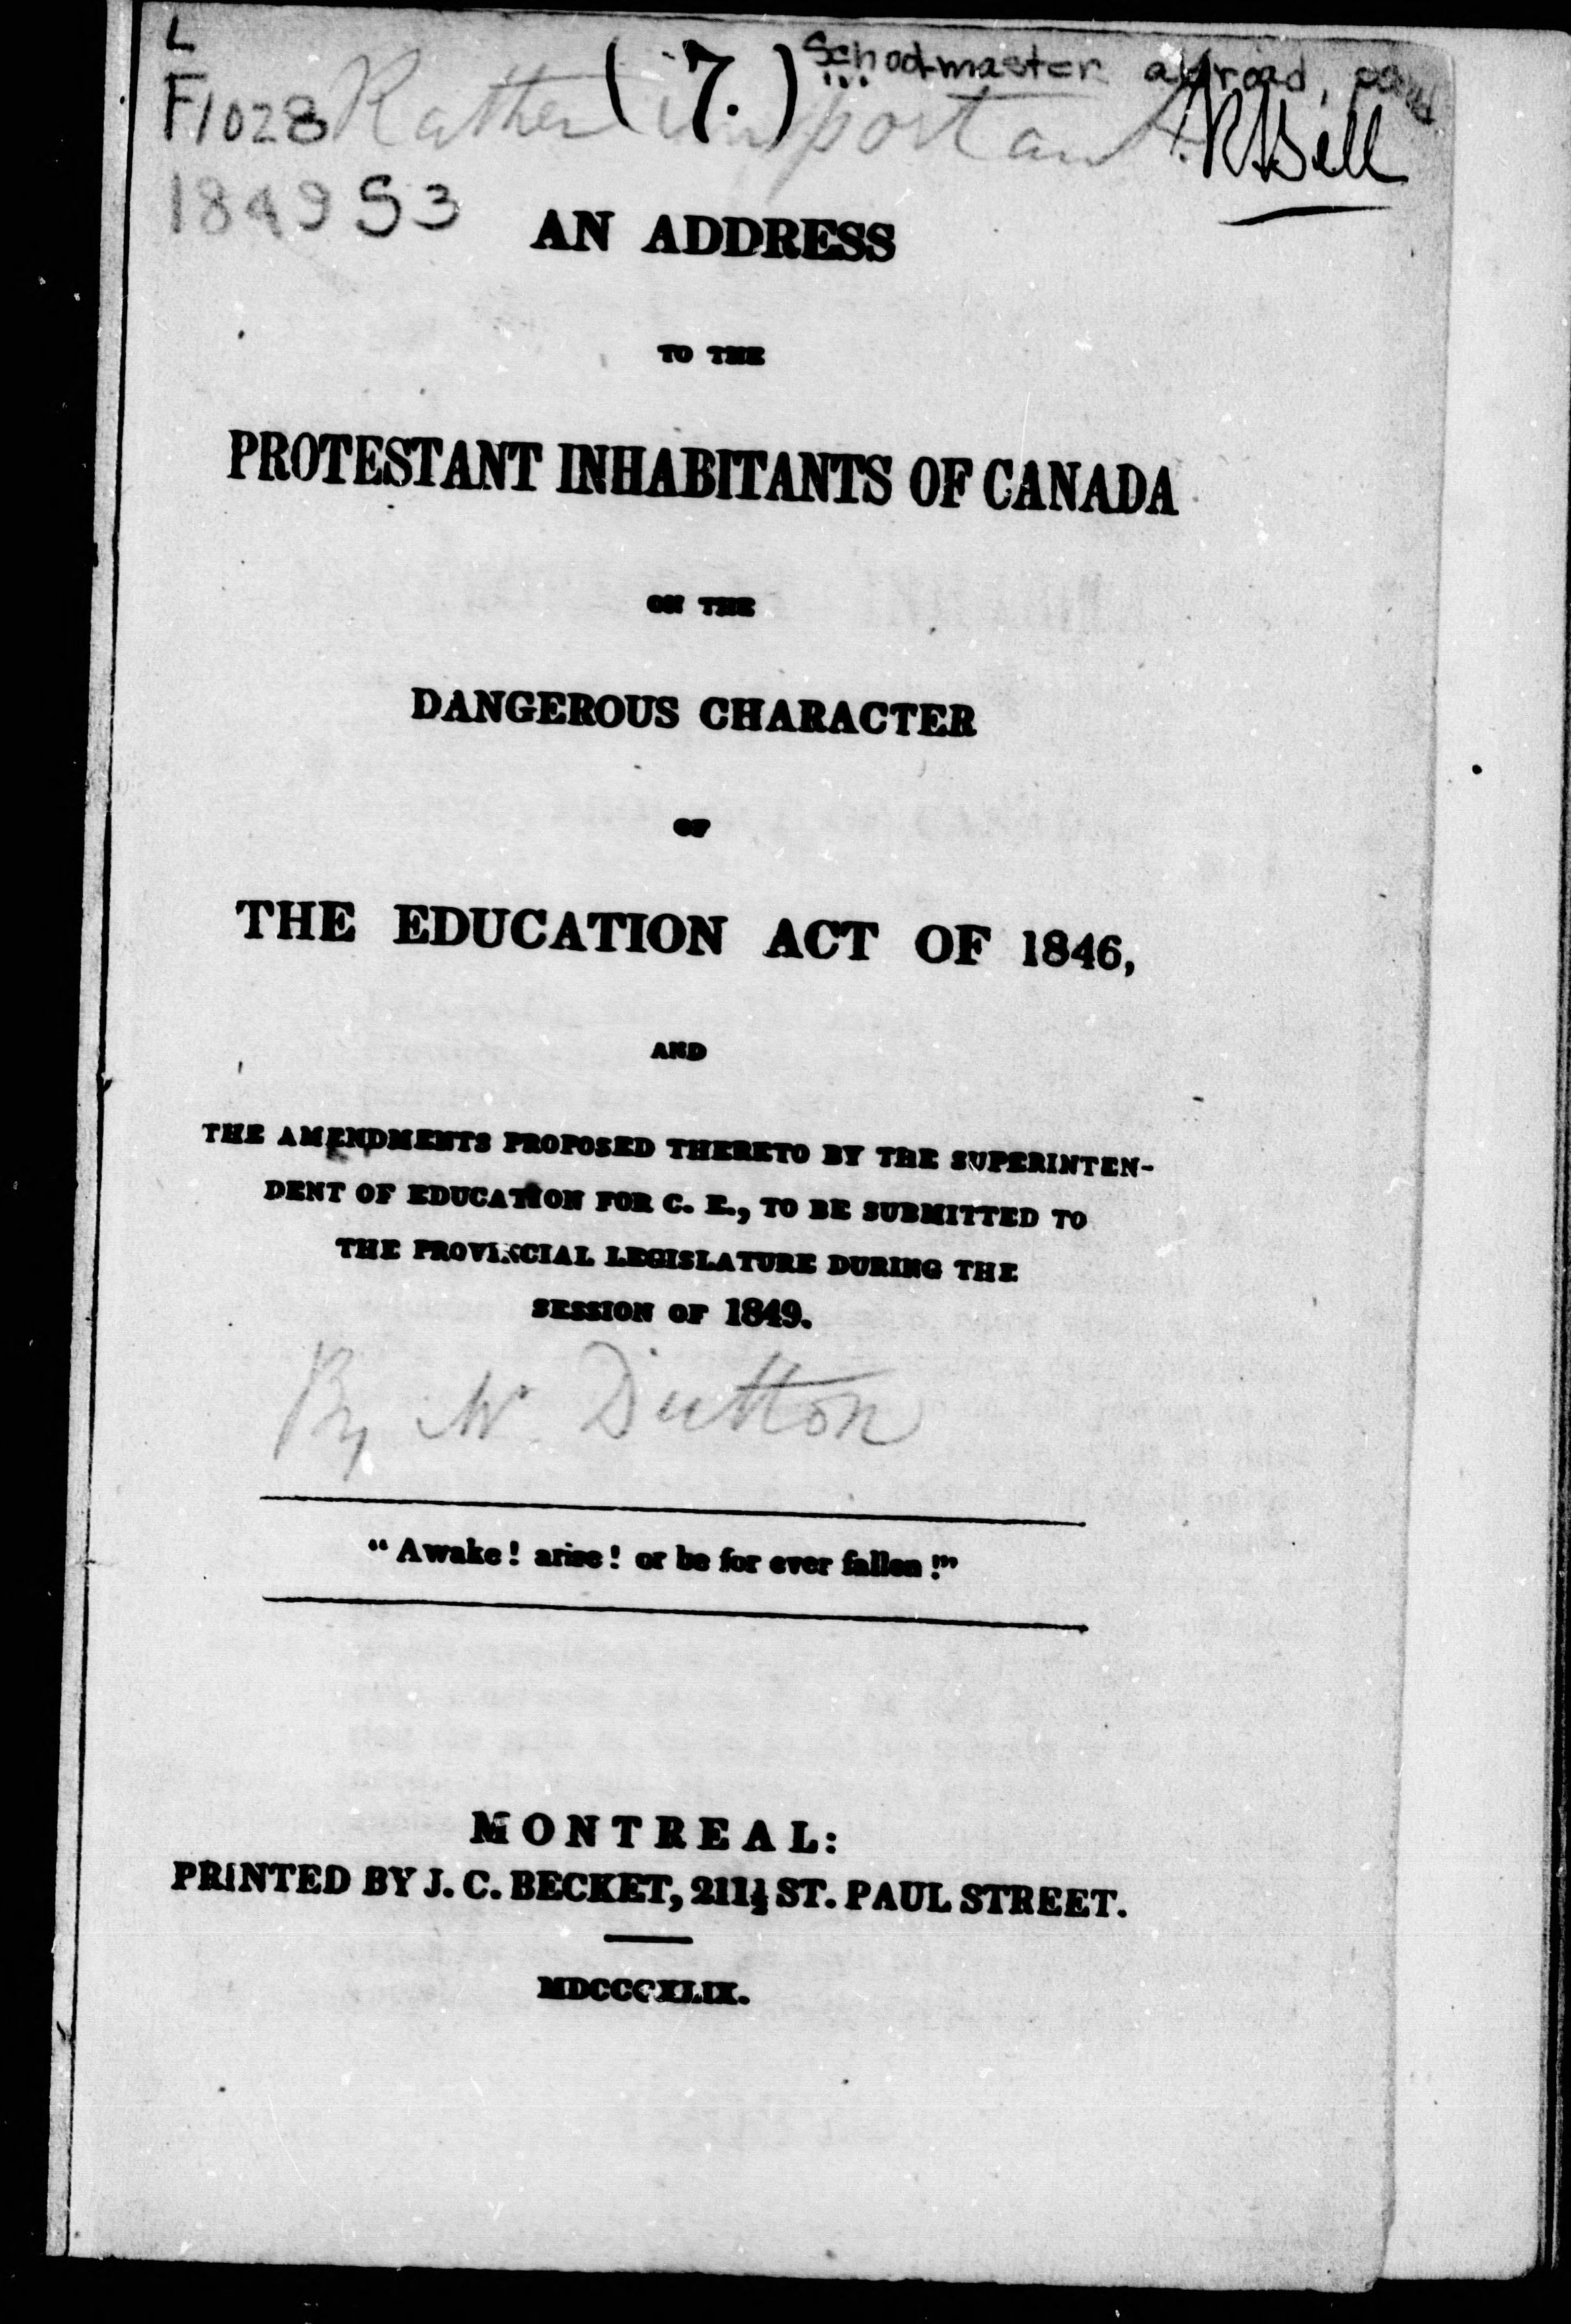 L
F1028
1849 S3
(7.)
Schoolmaster abroad,
Rather important
AN ADDRESS
TO THE
PROTESTANT INHABITANTS OF CANADA
ON THE
DANGEROUS CHARACTER
OF
THE EDUCATION ACT OF 1846,
AND
THE AMENDMENTS PROPOSED THERETO BY THE SUPERINTEN-
DENT OF EDUCATION FOR C. E., TO BE SUBMITTED TO
THE PROVINCIAL LEGISLATURE DURING THE
SESSION OF 1849.
By Mr Dutton
"Awake! arise! or be for ever fallen!"
MONTREAL:
PRINTED BY J. C. BECKET, 211½ ST. PAUL STREET.
MDCCCXLIX.